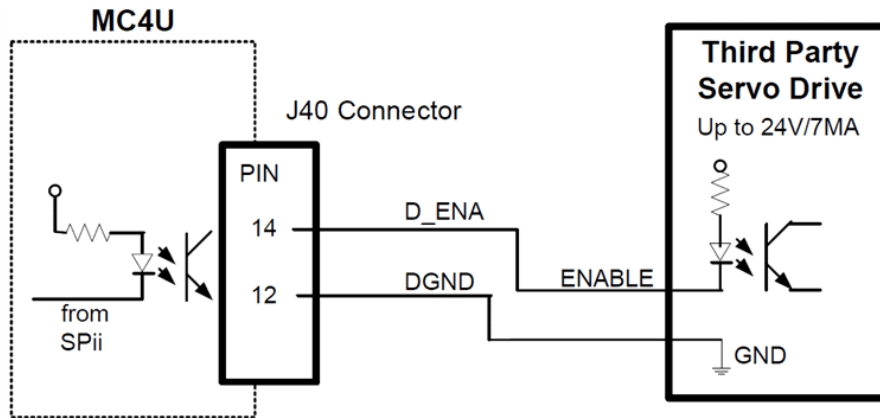 MC4U
J40 Connector
PIN
14
12
from
SPii
D_ENA
DGND
ENABLE
Third Party
Servo Drive
Up to 24V/7MA
GND